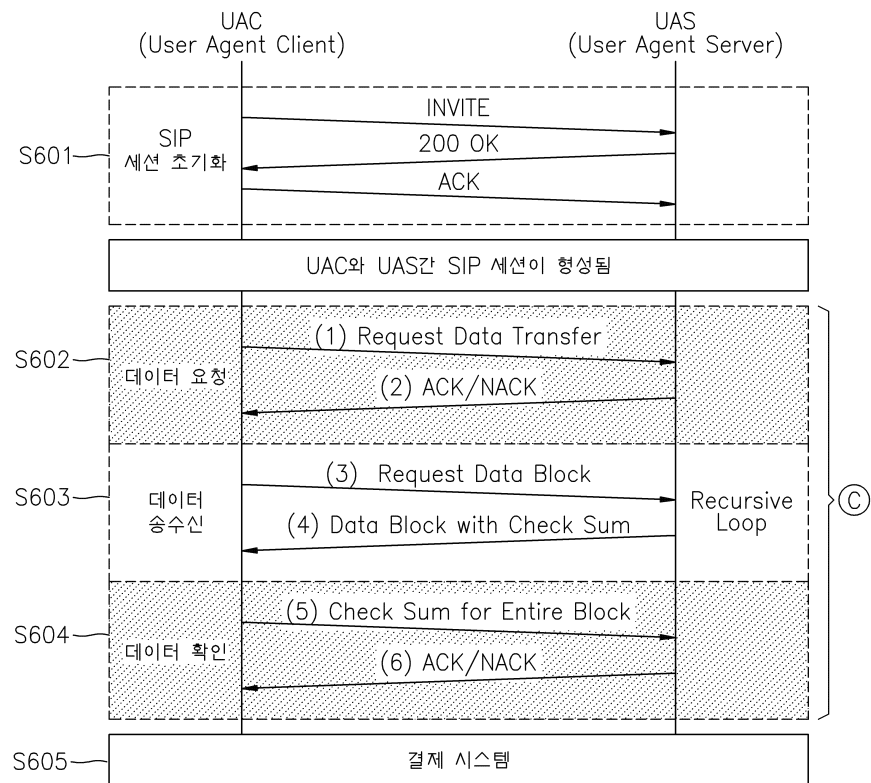 UAC
(User Agent Client)
UAS
(User Agent Server)
S601
SIP
세션 초기화
INVITE
200 OK
ACK
UAC와 UAS간 SIP 세션이 형성됨
S602
데이터 요청
(1) Request Data Transfer
(2) ACK/NACK
S603
데이터
송수신
(3) Request Data Block
(4) Data Block with Check Sum
Recursive
Loop
C
S604
데이터 확인
(5) Check Sum for Entire Block
(6) ACK/NACK
S605
결제 시스템